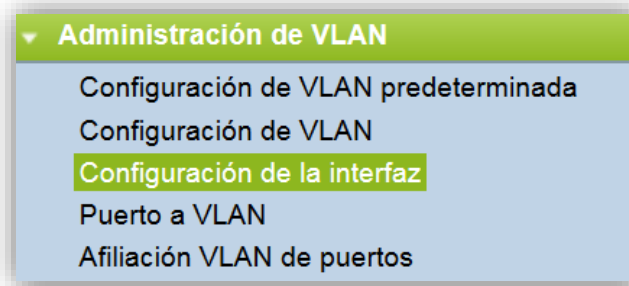 Administración de VLAN
Configuración de VLAN predeterminada
Configuración de VLAN
Configuración de la interfaz
Puerto a VLAN
Afiliación VLAN de puertos